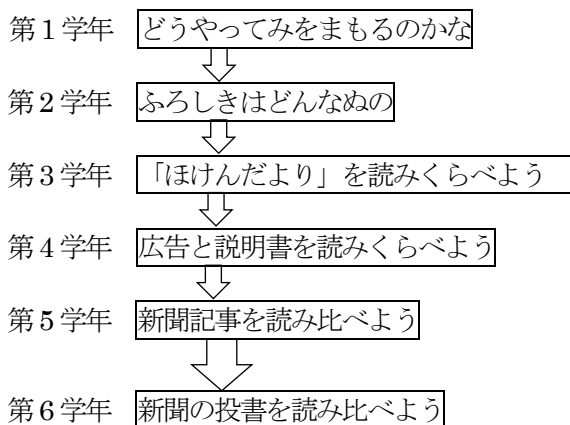 第1学年 どうやってみをまもるのかな
第2学年 ふろしきはどんなぬの
第3学年 「ほけんだより」を読みくらべよう
第4学年 広告と説明書を読みくらべよう
第5学年 新聞記事を読み比べよう
第6学年 新聞の投書を読み比べよう